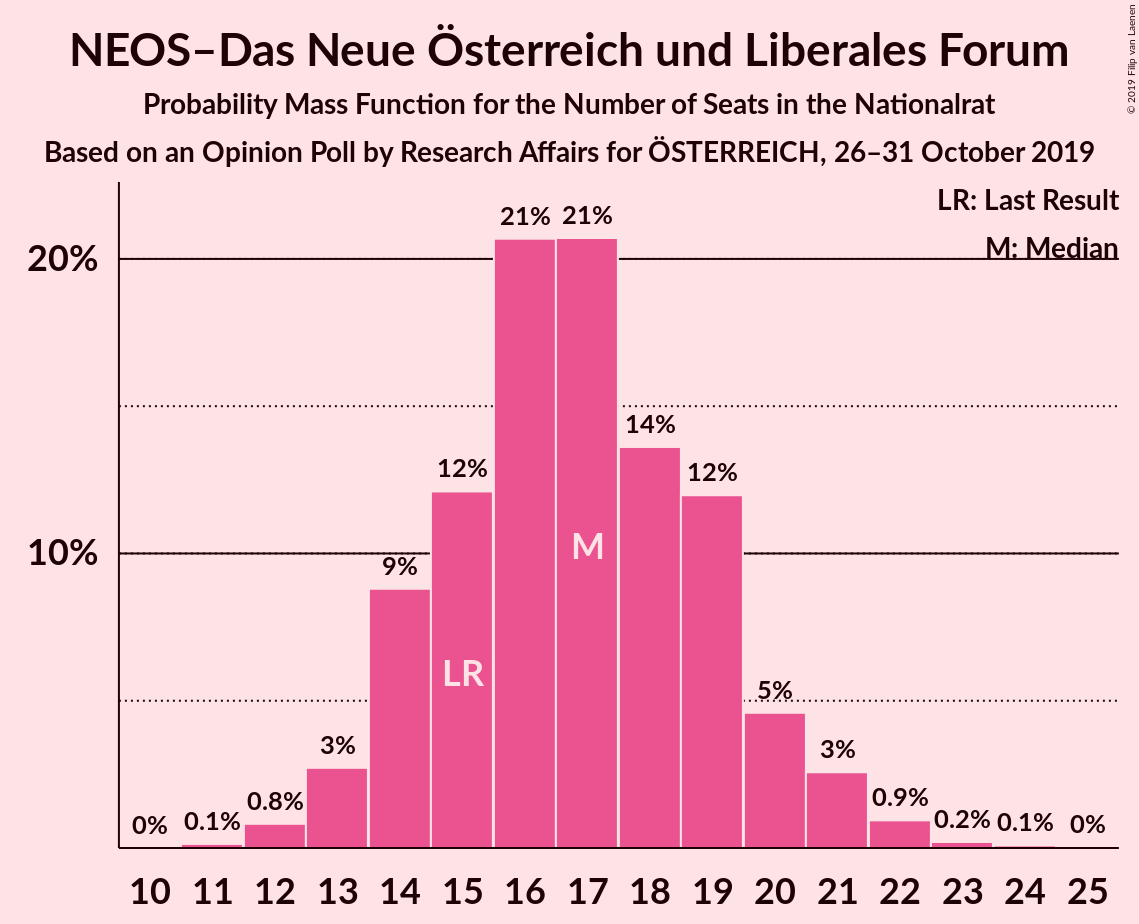 NEOS–Das Neue Österreich und Liberales Forum
Probability Mass Function for the Number of Seats in the Nationalrat
Based on an Opinion Poll by Research Affairs for ÖSTERREICH, 26–31 October 2019
© 2019 Filip van Laenen
LR: Last Result
M: Median
20%
10%
0%
0.1%
0.8%
3%
9%
12%
21%
21%
14%
12%
5%
3%
0.9%
0.2%
0.1%
0%
LR
M
10 11 12 13 14 15 16 17 18 19 20 21 22 23 24 25